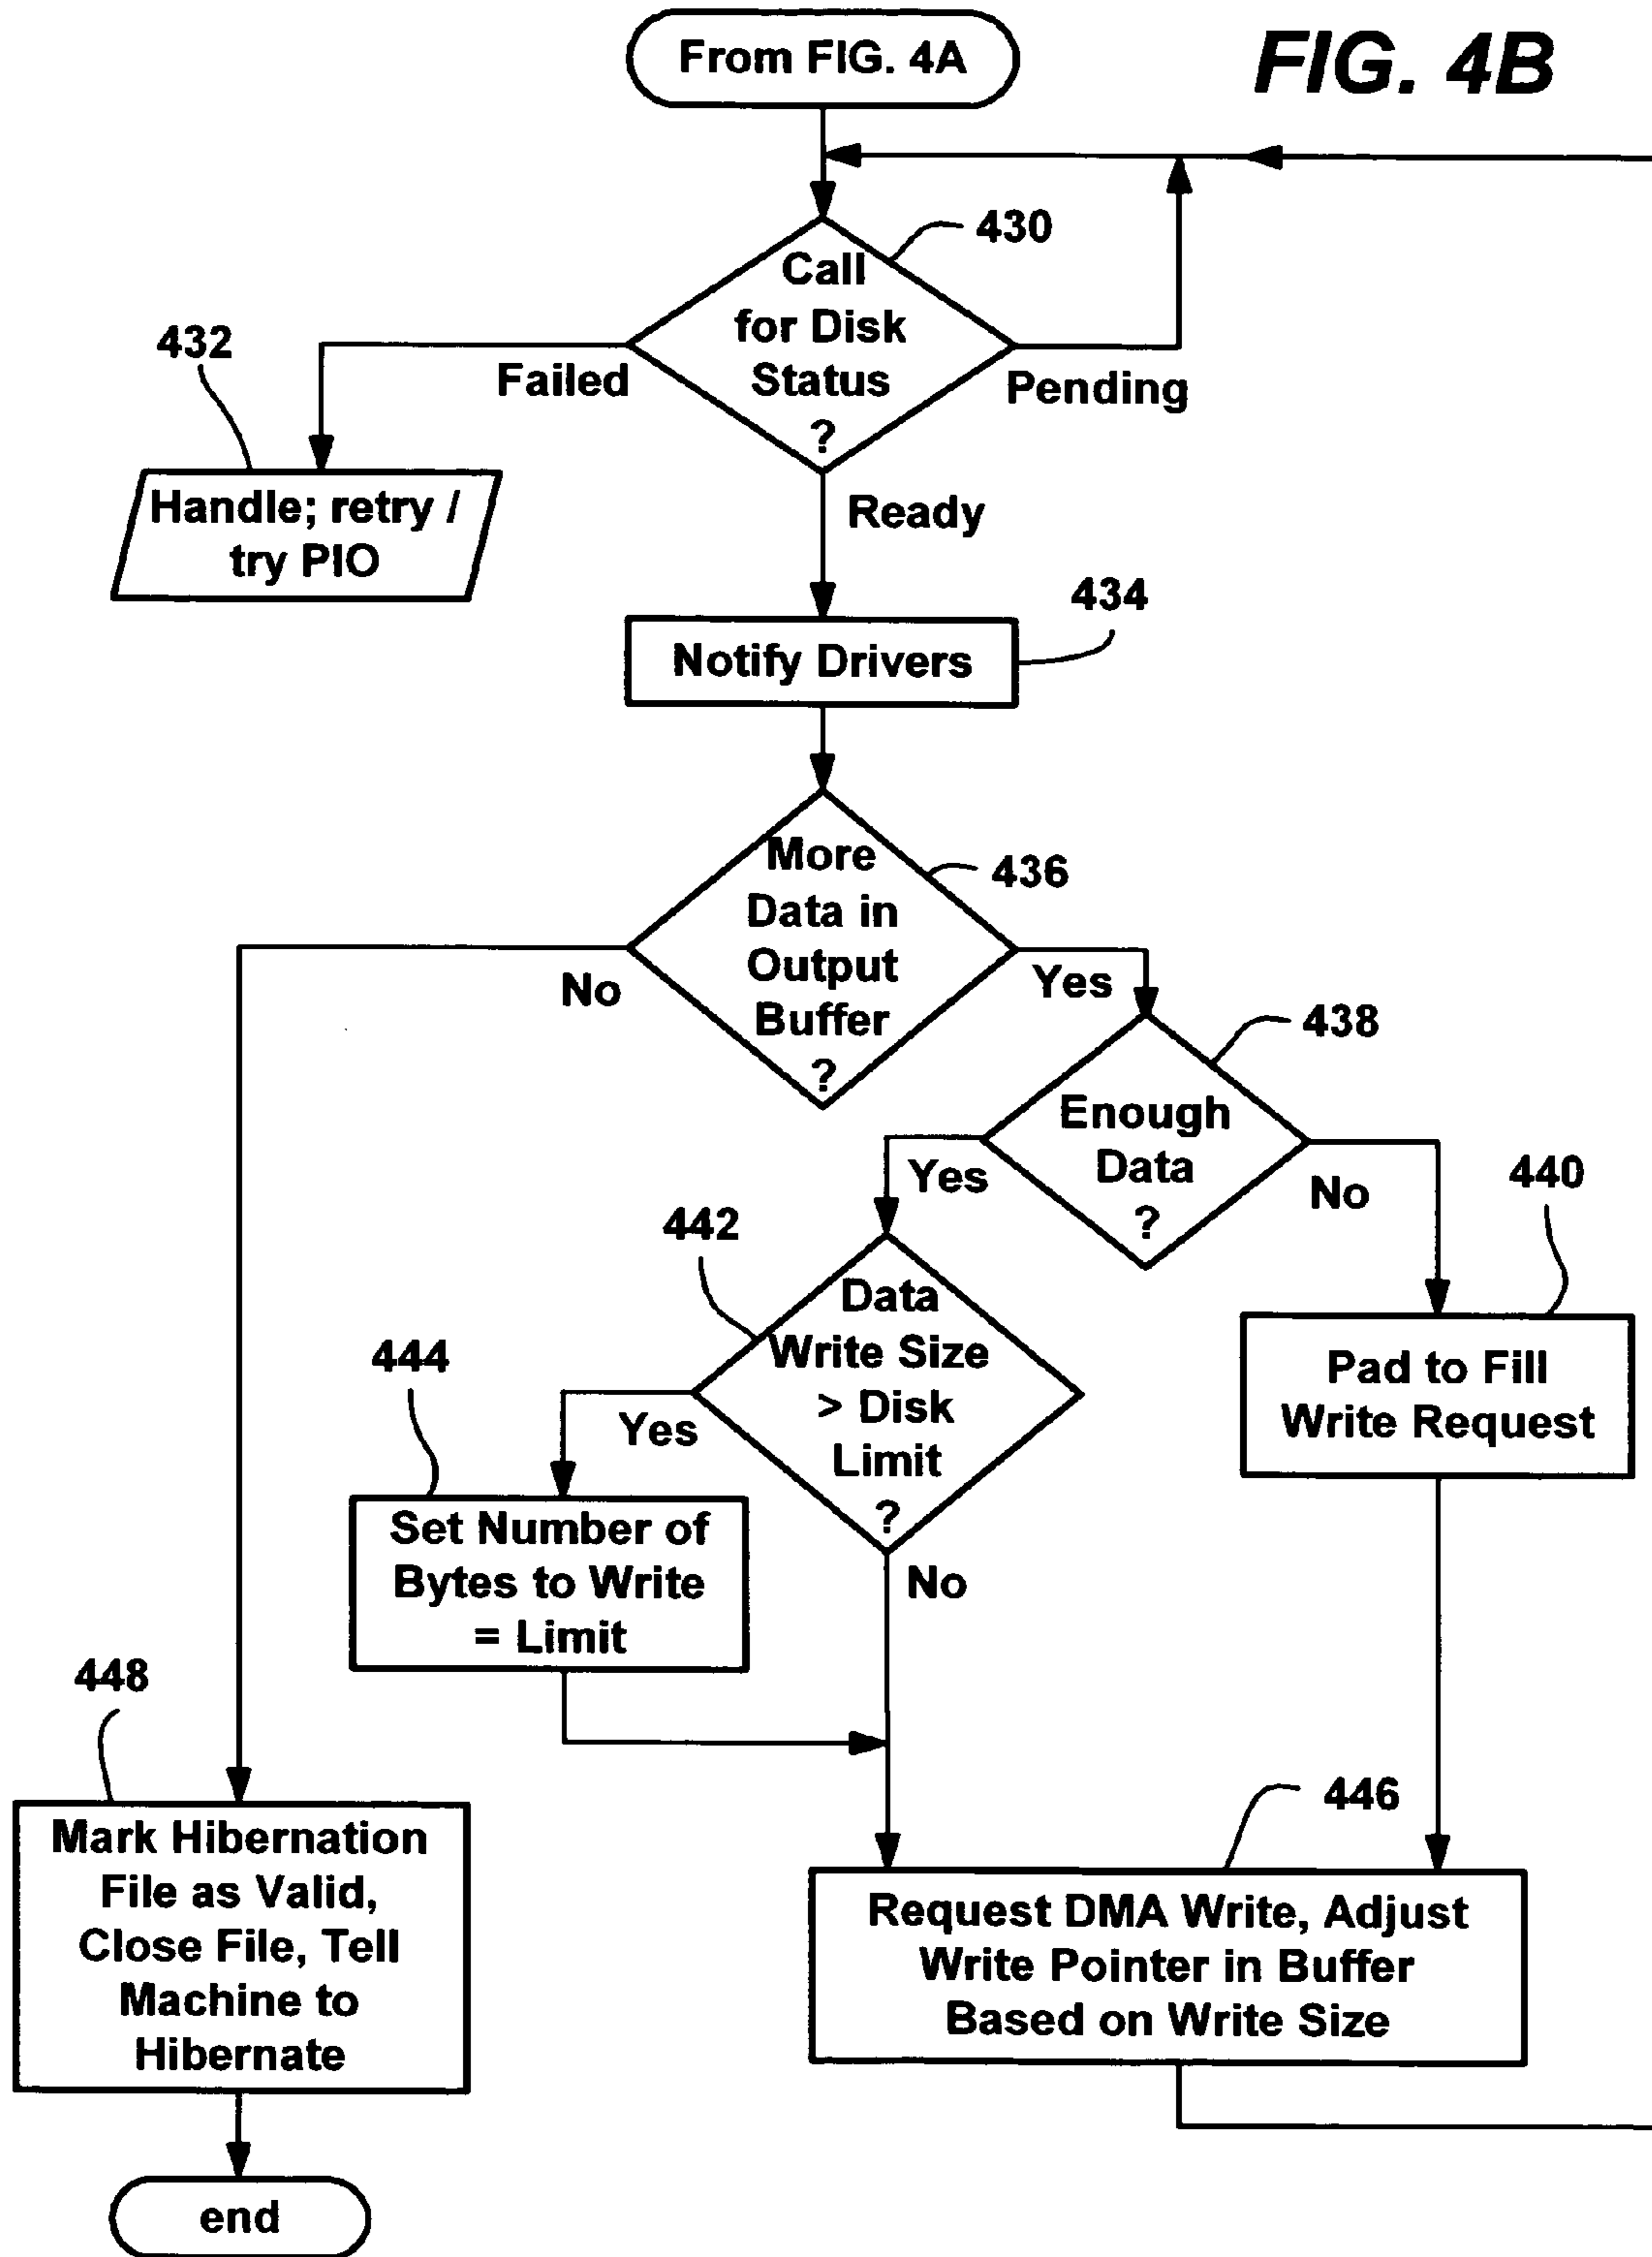 From FIG. 4A
FIG. 4B
430
Call
for Disk
Status
?
432
Failed
Pending
Handle; retry /
try PIO
Ready
434
Notify Drivers
436
More
Data in
Output
Buffer
?
No
Yes
438
Enough
Data
?
Yes
No
440
442
Data
Write Size
> Disk
Limit
?
444
Yes
Pad to Fill
Write Request
Set Number of
Bytes to Write
= Limit
No
448
446
Mark Hibernation
File as Valid,
Close File, Tell
Machine to
Hibernate
Request DMA Write, Adjust
Write Pointer in Buffer
Based on Write Size
end